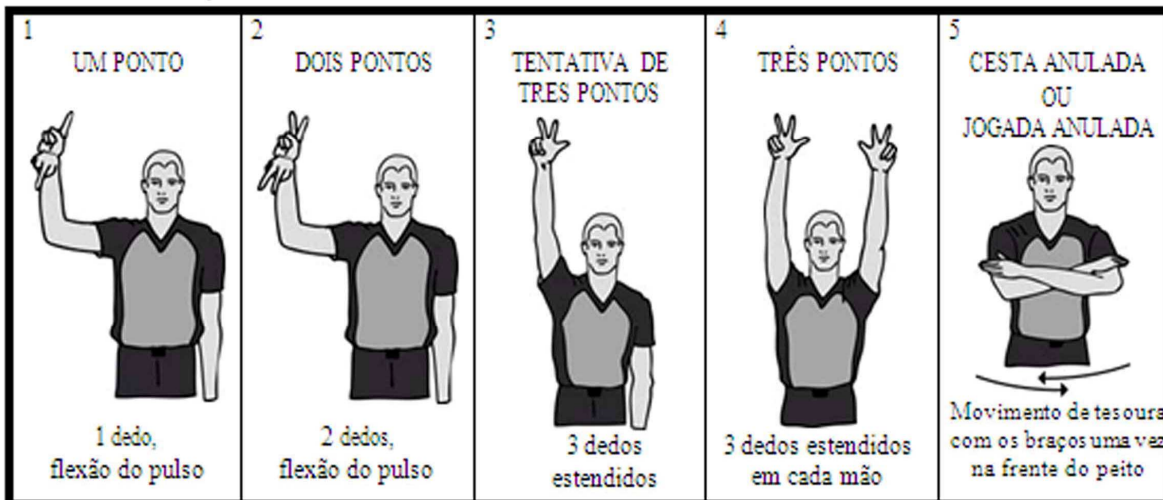 1
UM PONTO
1 dedo,
flexão do pulso
2
DOIS PONTOS
2 dedos,
flexão do pulso
3
TENTATIVA DE
TRES PONTOS
3 dedos
estendidos
4
TRÊS PONTOS
3 dedos estendidos
em cada mão
5
CESTA ANULADA
OU
JOGADA ANULADA
Movimento de tesoura
com os braços uma vez
na frente do peito